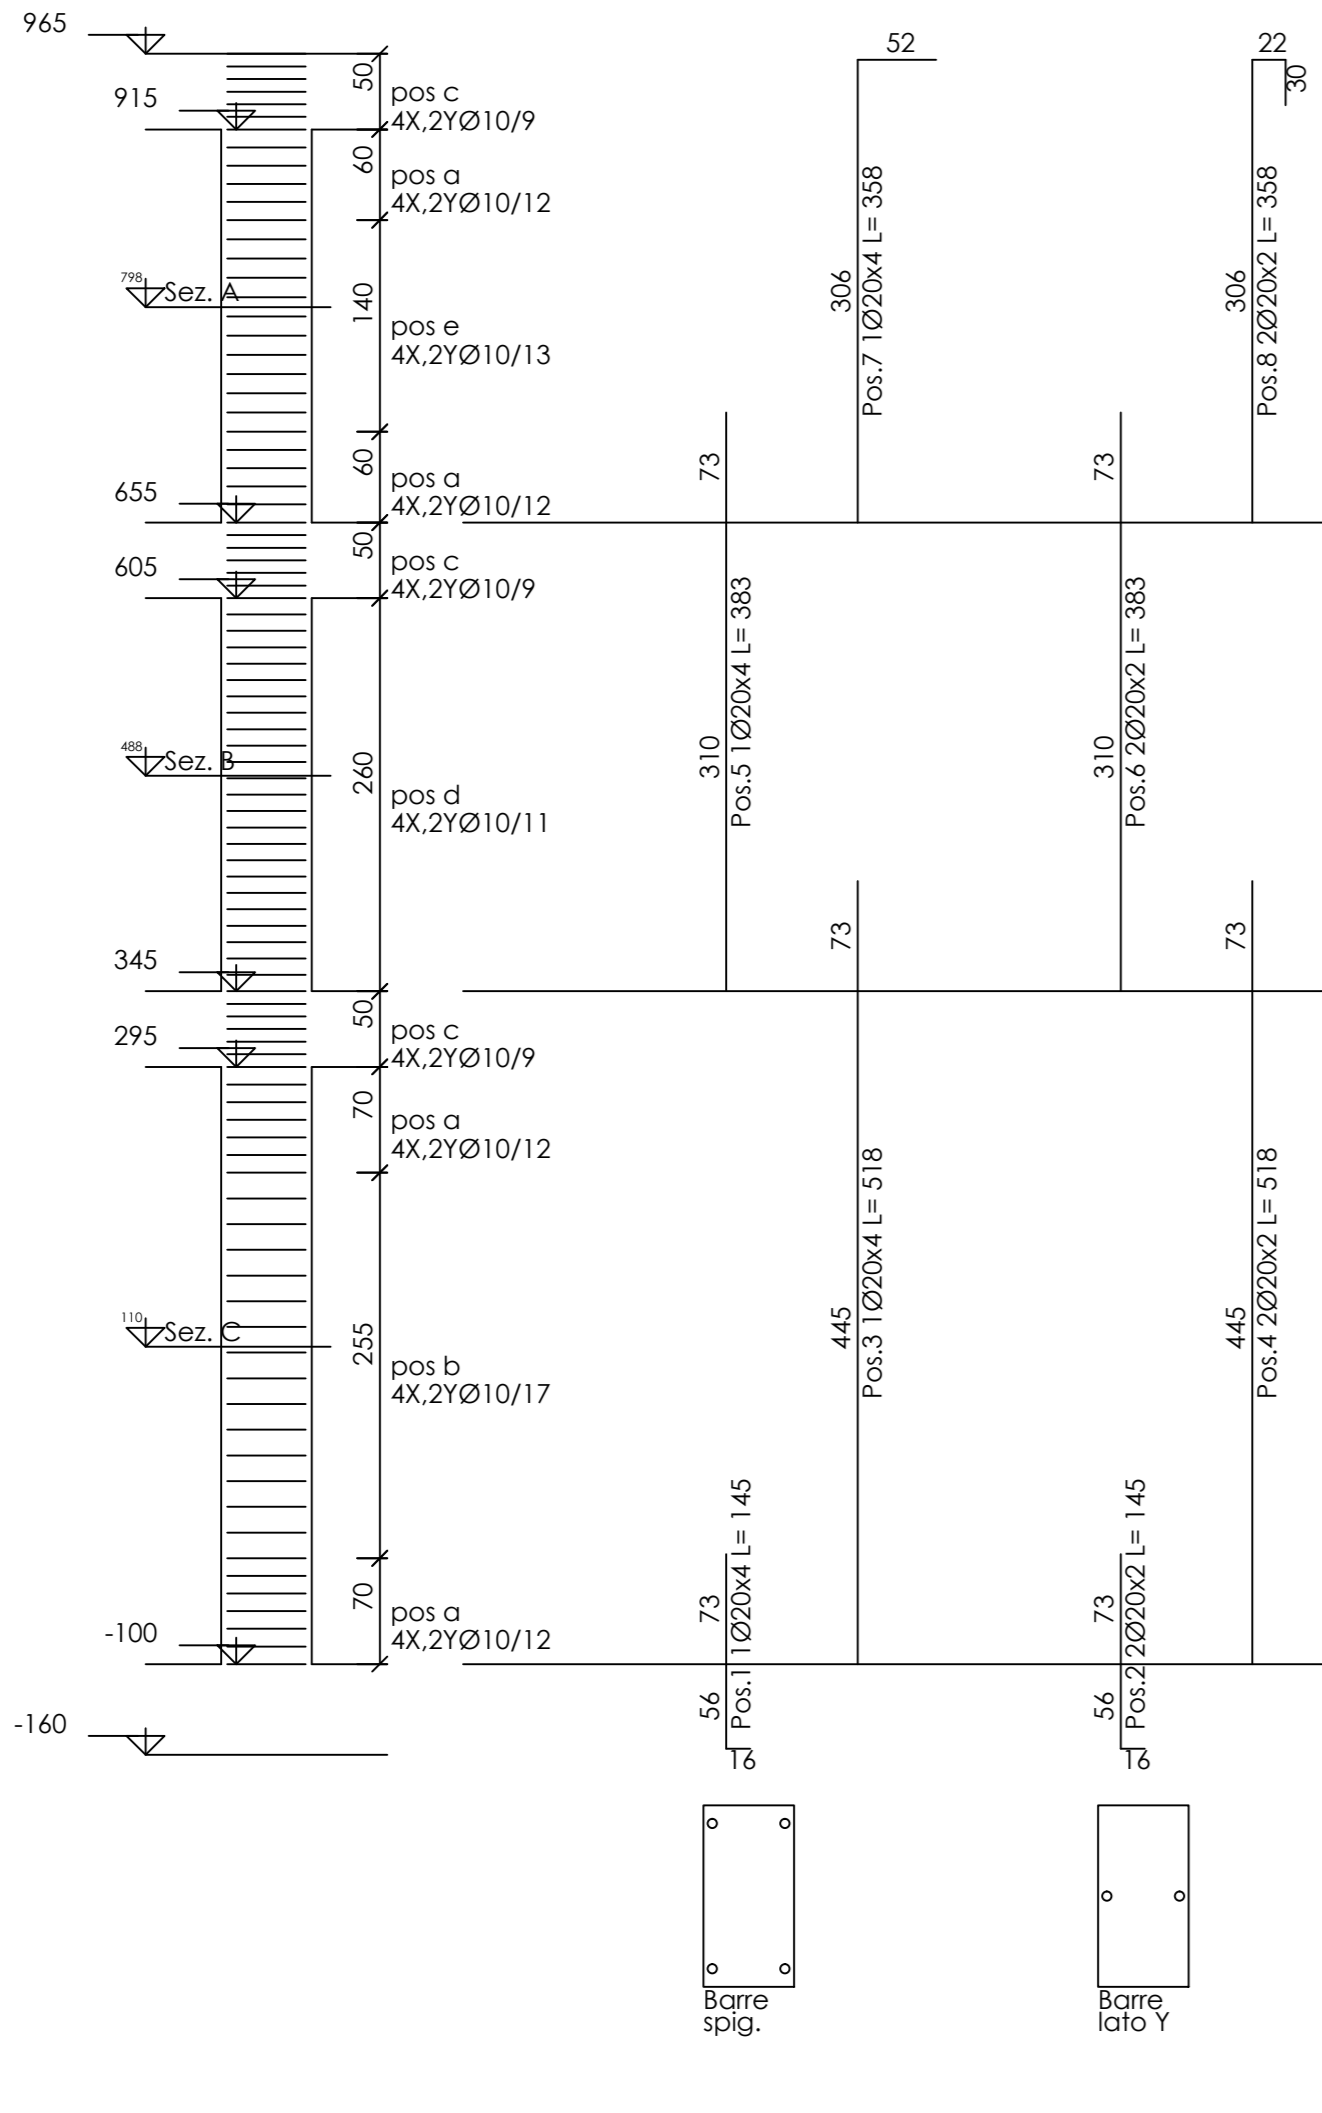 965
50
pos c
4X,2YØ10/9
915
60
pos a
4X,2YØ10/12
798
Sez. A
140
pos e
4X,2YØ10/13
60
pos a
4X,2YØ10/12
655
50
pos c
4X,2YØ10/9
605
488
Sez. B
260
pos d
4X,2YØ10/11
345
50
pos c
4X,2YØ10/9
295
70
pos a
4X,2YØ10/12
110
Sez. C
255
pos b
4X,2YØ10/17
70
pos a
4X,2YØ10/12
-100
-160
52
306
Pos.7 1Ø20x4 L= 358
22
30
306
Pos.8 2Ø20x2 L= 358
73
310
Pos.5 1Ø20x4 L= 383
73
310
Pos.6 2Ø20x2 L= 383
73
445
Pos.3 1Ø20x4 L= 518
73
445
Pos.4 2Ø20x2 L= 518
73
56
16
Pos.1 1Ø20x4 L= 145
73
56
16
Pos.2 2Ø20x2 L= 145
Barre
spig.
Barre
lato Y